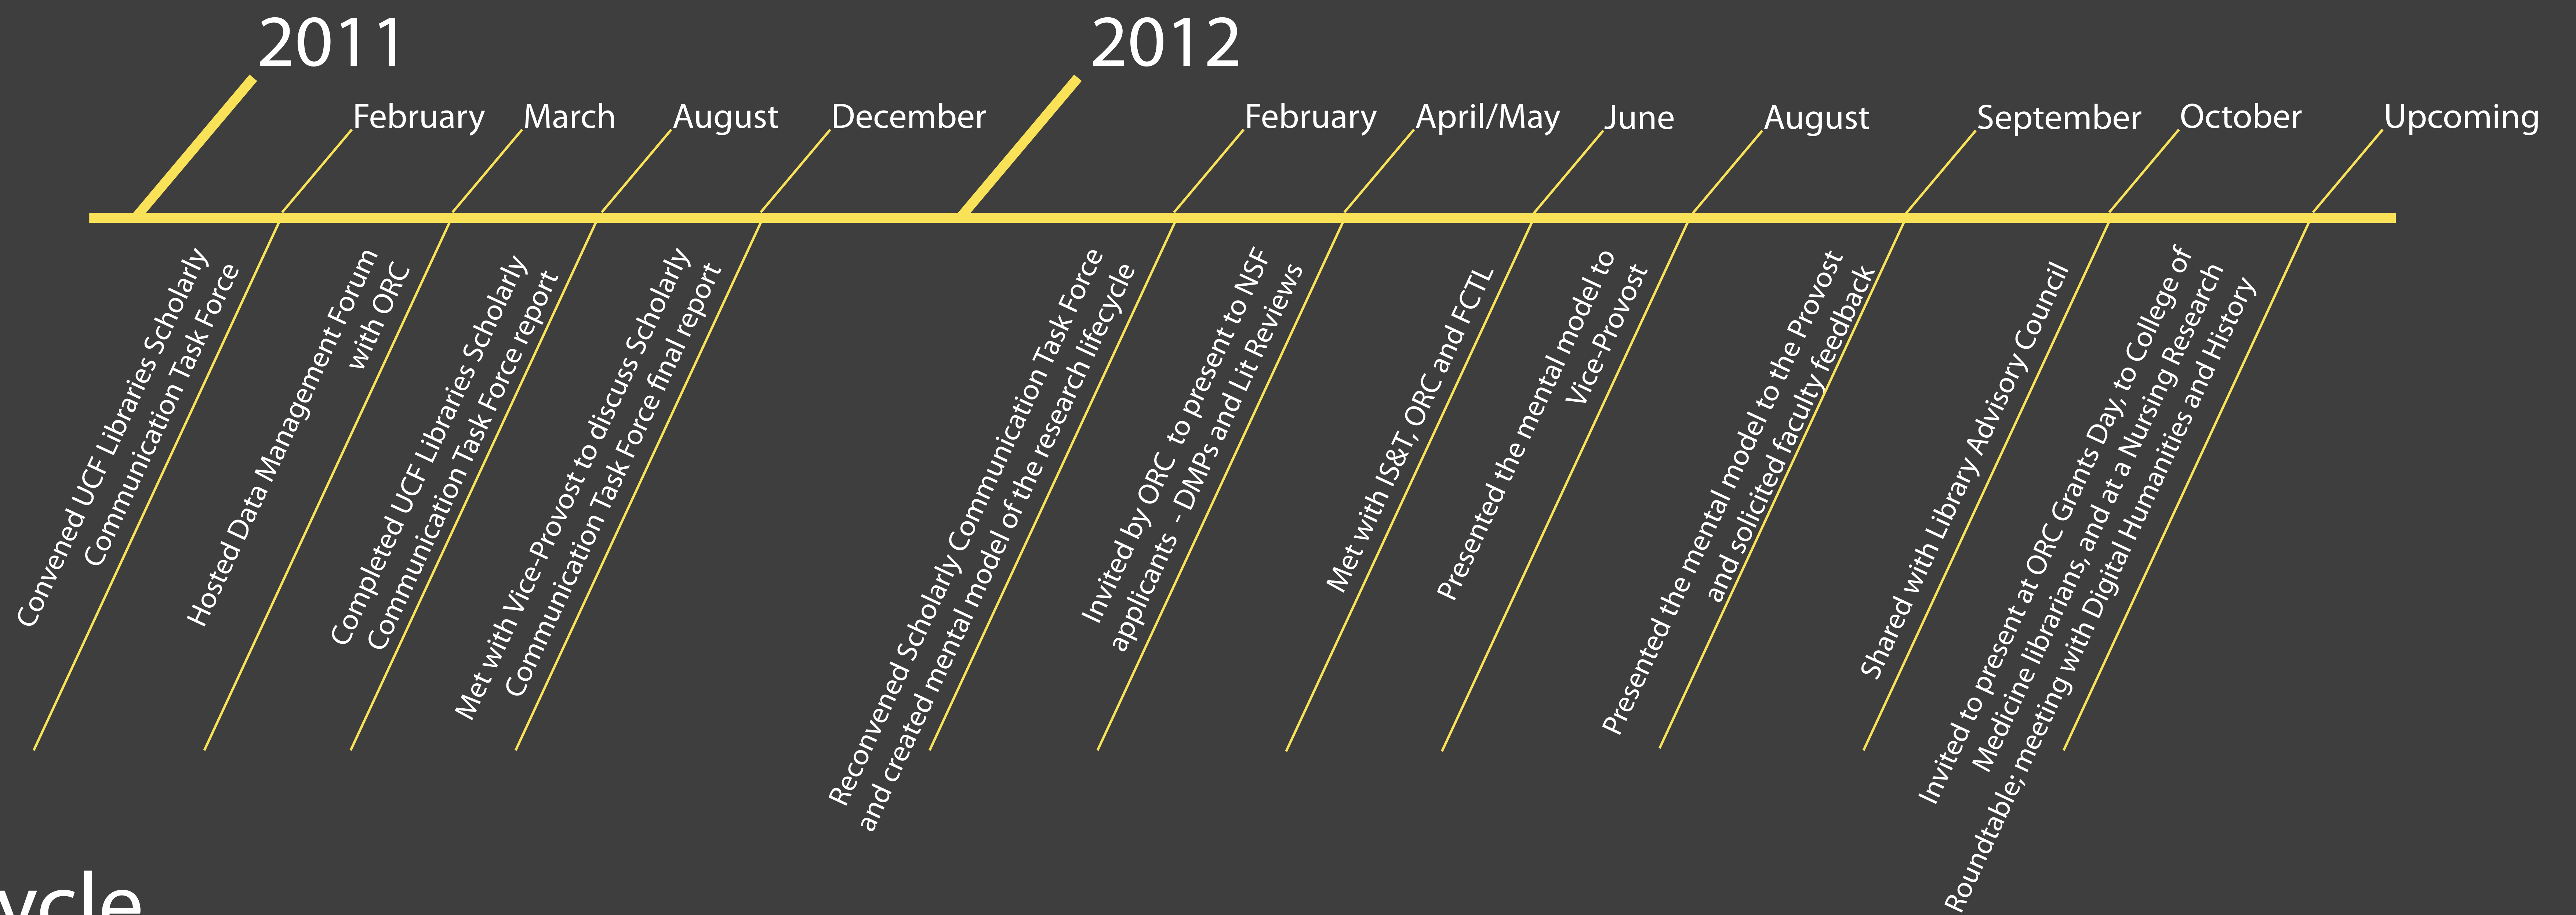 2011
2012
February
March
August
December
February
April/May
June
August
September
October
Upcoming
Convened UCF Libraries Scholarly
Communication Task Force
Hosted Data Management Forum
with ORC
Completed UCF Libraries Scholarly
Communication Task Force report
Met with Vice-Provost to discuss Scholarly
Communication Task Force final report
Reconvened Scholarly Communication Task Force
and created mental model of the research lifecycle
Invited by ORC to present to NSF
applicants - DMPs and Lit Reviews
Met with IS&T, ORC and FCTL
Presented the mental model to
Vice-Provost
Presented the mental model to the Provost
and solicited faculty feedback
Shared with Library Advisory Council
Invited to present at ORC Grants Day, to College of
Medicine librarians, and at a Nursing Research
Roundtable; meeting with Digital Humanities and History
ycle